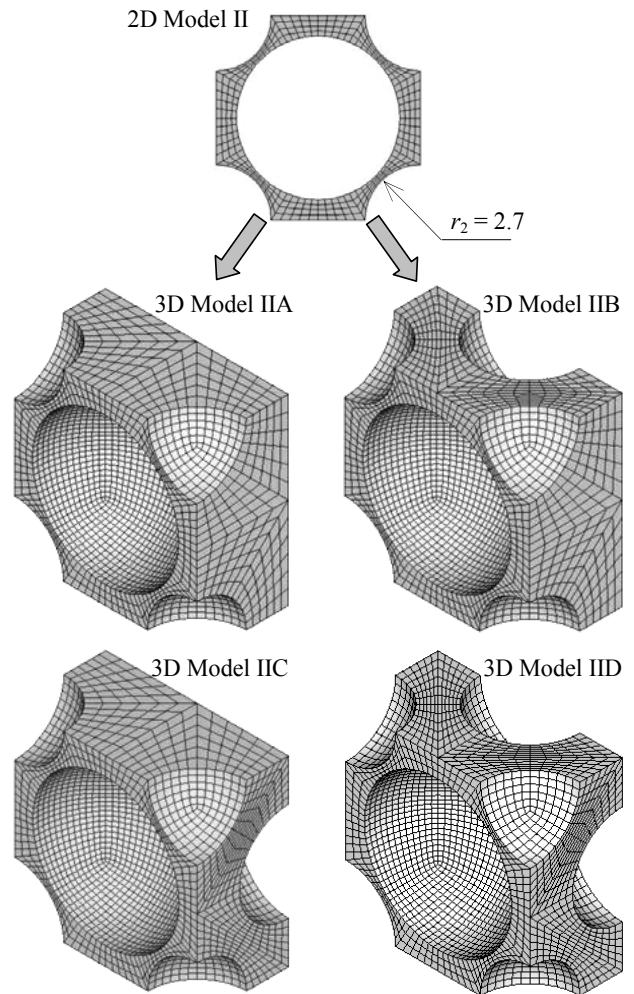 2D Model II
r₂ = 2.7
3D Model IIA
3D Model IIB
3D Model IIC
3D Model IID